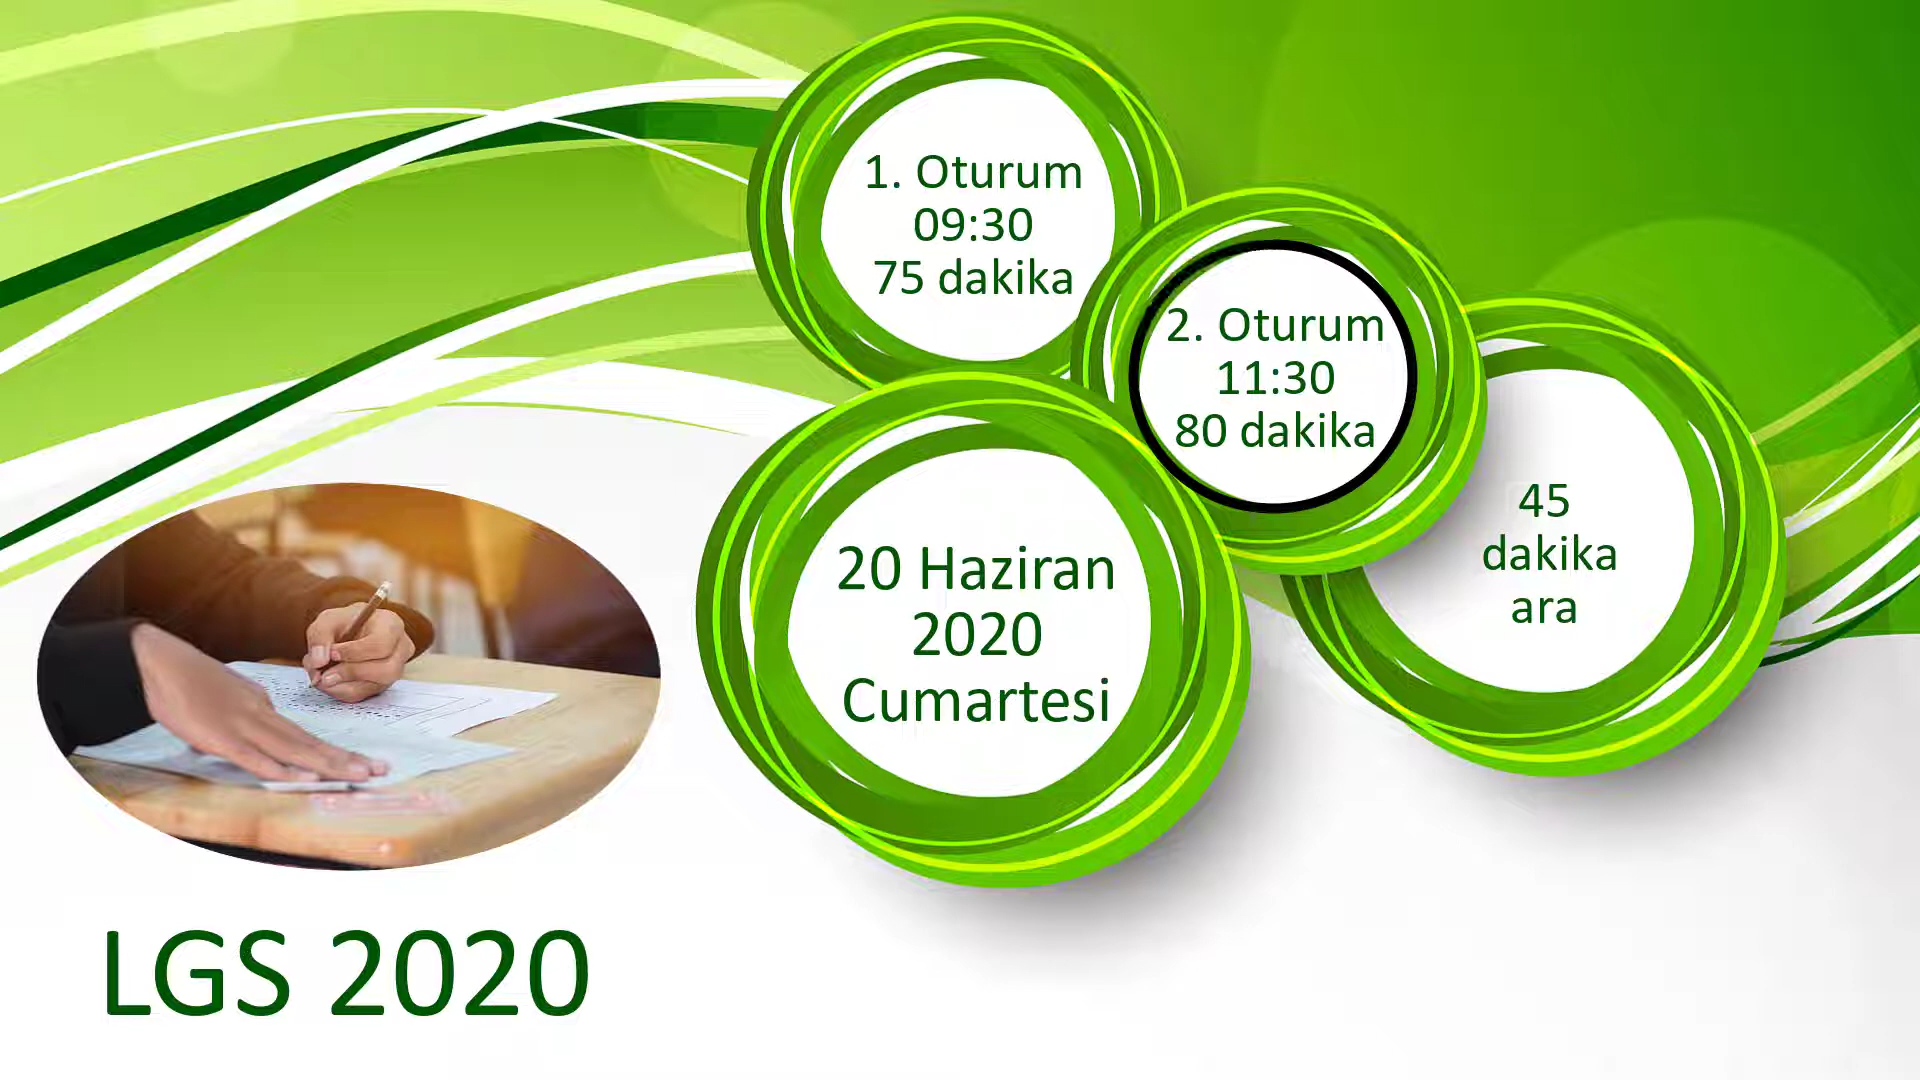 1. Oturum
09:30
75 dakika
2. Oturum
11:30
80 dakika
45
dakika
ara
20 Haziran
2020
Cumartesi
LGS 2020